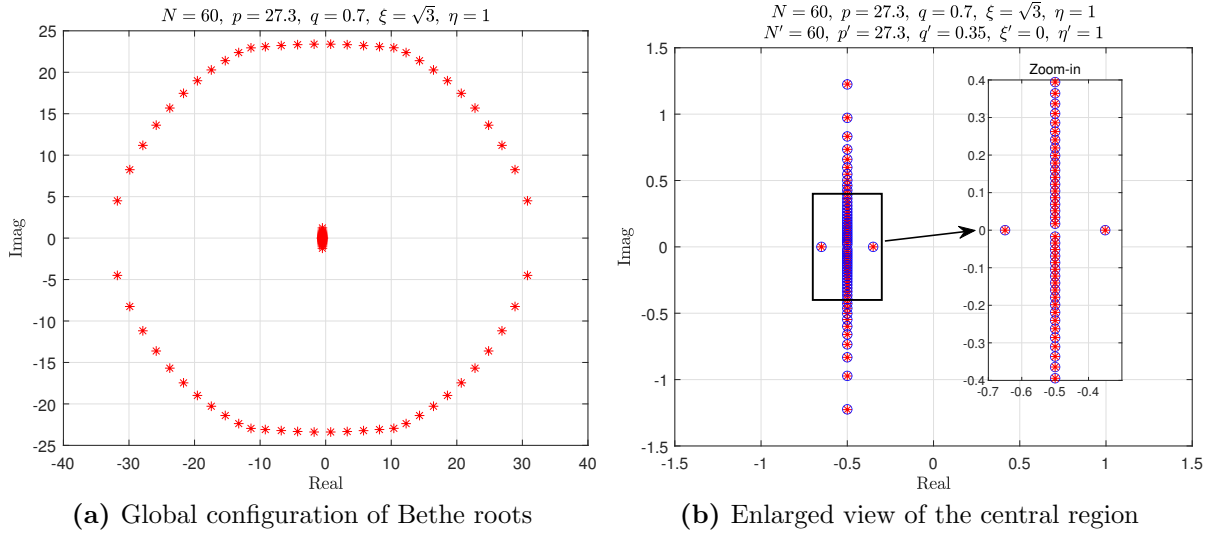 N = 60, p = 27.3, q = 0.7, ξ = √3, η = 1
25
20
15
10
5
0
-5
-10
-15
-20
-25
Imag
-40 -30 -20 -10 0 10 20 30 40
Real
(a) Global configuration of Bethe roots
N = 60, p = 27.3, q = 0.7, ξ = √3, η = 1
N′ = 60, p′ = 27.3, q′ = 0.35, ξ′ = 0, η′ = 1
1.5
1
0.5
0
-0.5
-1
-1.5
Imag
-1.5 -1 -0.5 0 0.5 1 1.5
Real
Zoom-in
0.4
0.3
0.2
0.1
0
-0.1
-0.2
-0.3
-0.4
-0.7 -0.6 -0.5 -0.4
(b) Enlarged view of the central region